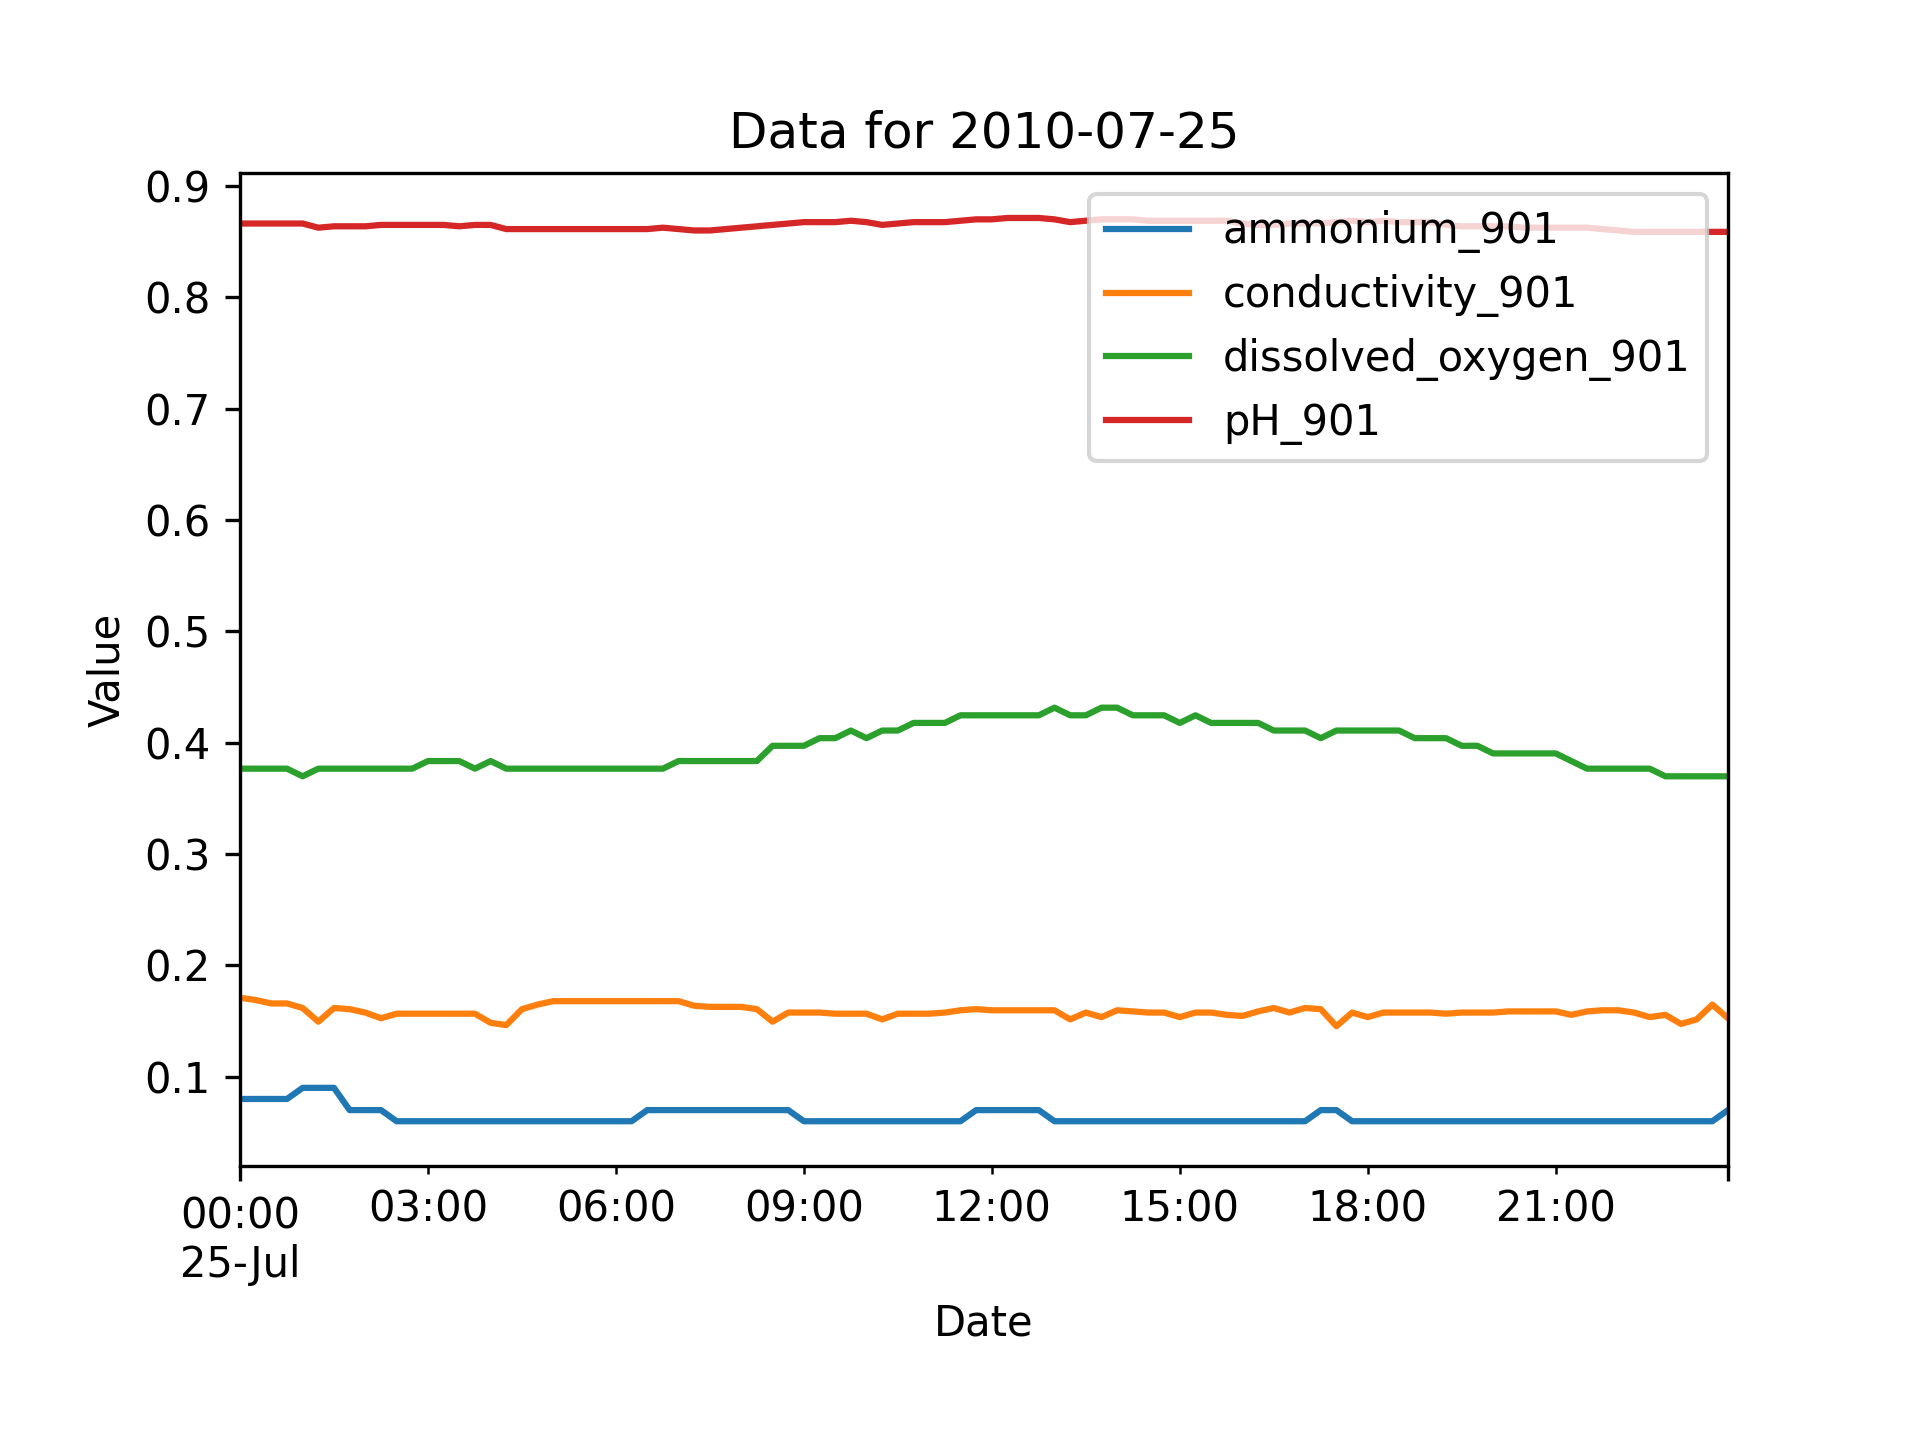 Data for 2010-07-25
0.9
0.8
0.7
0.6
0.5
0.4
0.3
0.2
0.1
Value
ammonium_901
conductivity_901
dissolved_oxygen_901
pH_901
00:00 03:00 06:00 09:00 12:00 15:00 18:00 21:00
25-Jul
Date